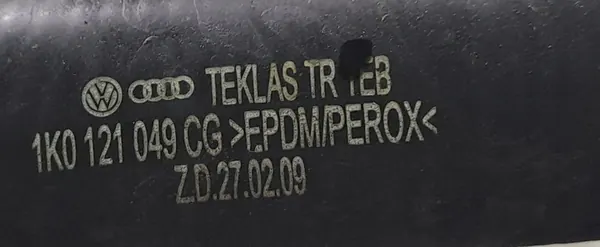 TEKLAS TR
1K0 121 049 CG >EPDM/PEROX<
Z.D.27.02.09